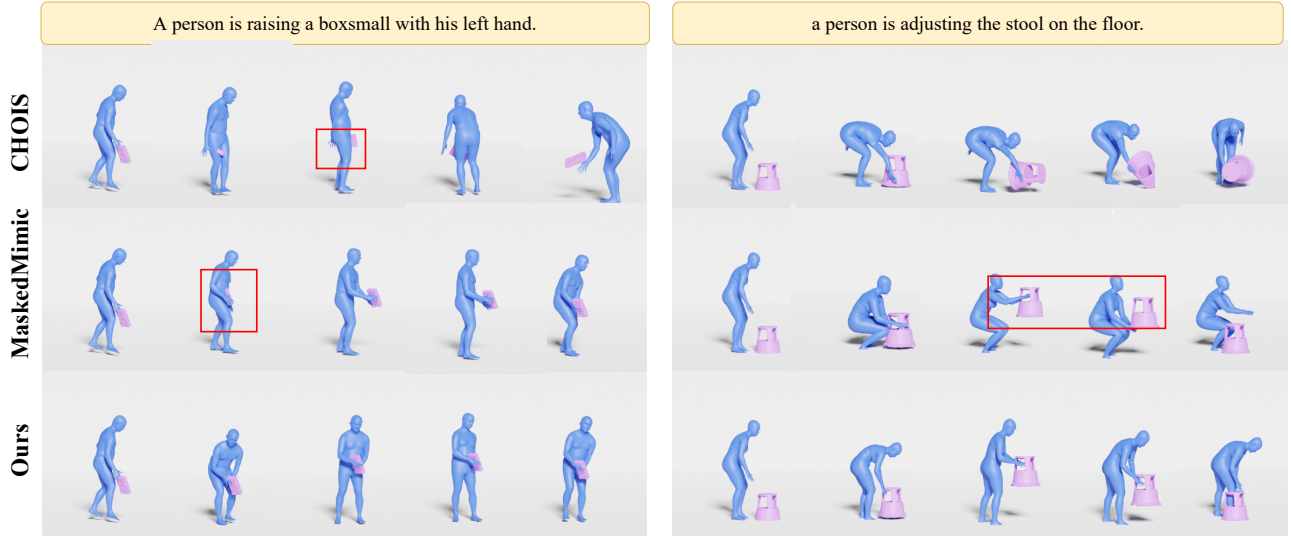 A person is raising a boxsmall with his left hand.
a person is adjusting the stool on the floor.
CHOIS
MaskedMimic
Ours